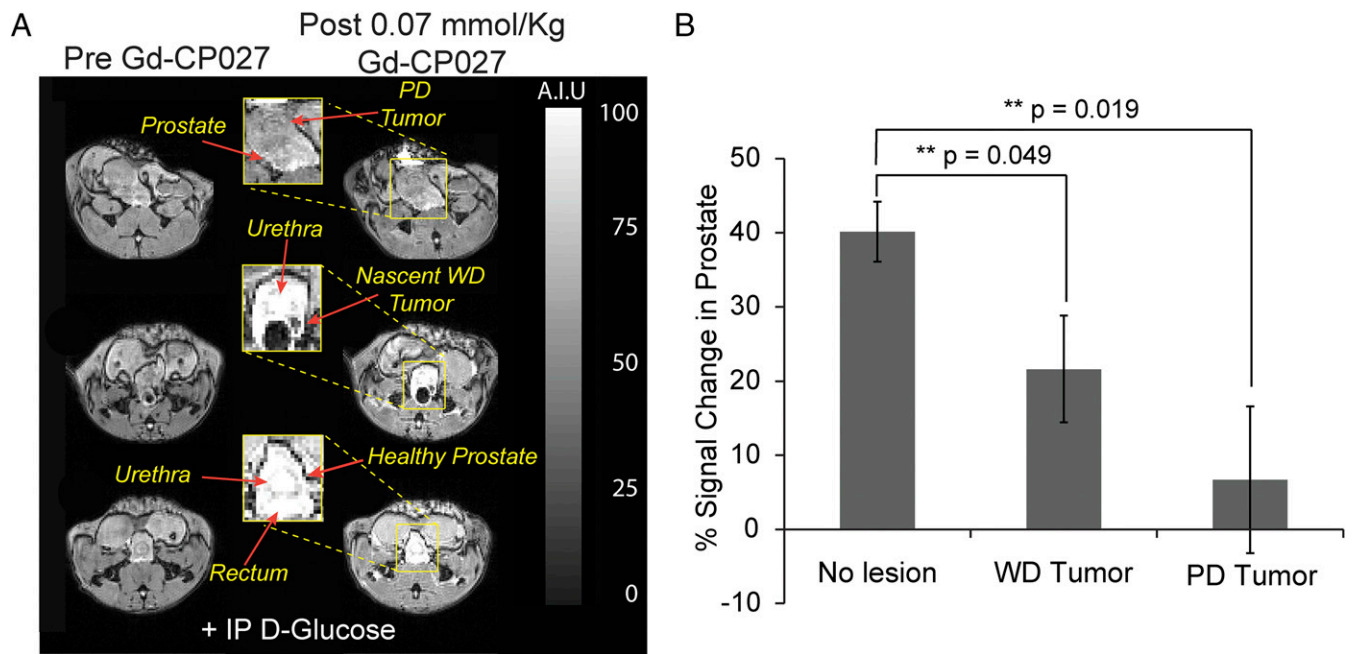 A
Pre Gd-CP027
Post 0.07 mmol/Kg
Gd-CP027
A.I.U
100
75
50
25
0
PD
Tumor
Prostate
Urethra
Nascent WD
Tumor
Urethra
Healthy Prostate
Rectum
+ IP D-Glucose
B
** p = 0.019
** p = 0.049
% Signal Change in Prostate
50
40
30
20
10
0
-10
No lesion
WD Tumor
PD Tumor